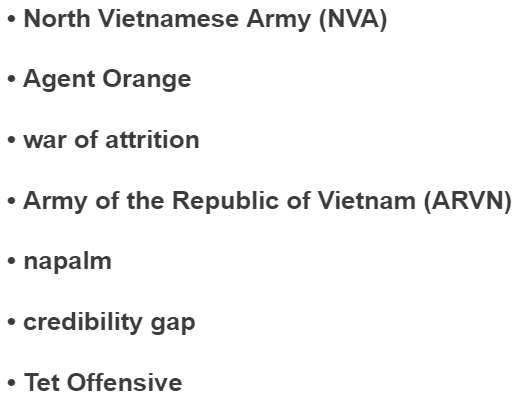 • North Vietnamese Army (NVA)
• Agent Orange
• war of attrition
• Army of the Republic of Vietnam (ARVN)
• napalm
• credibility gap
• Tet Offensive